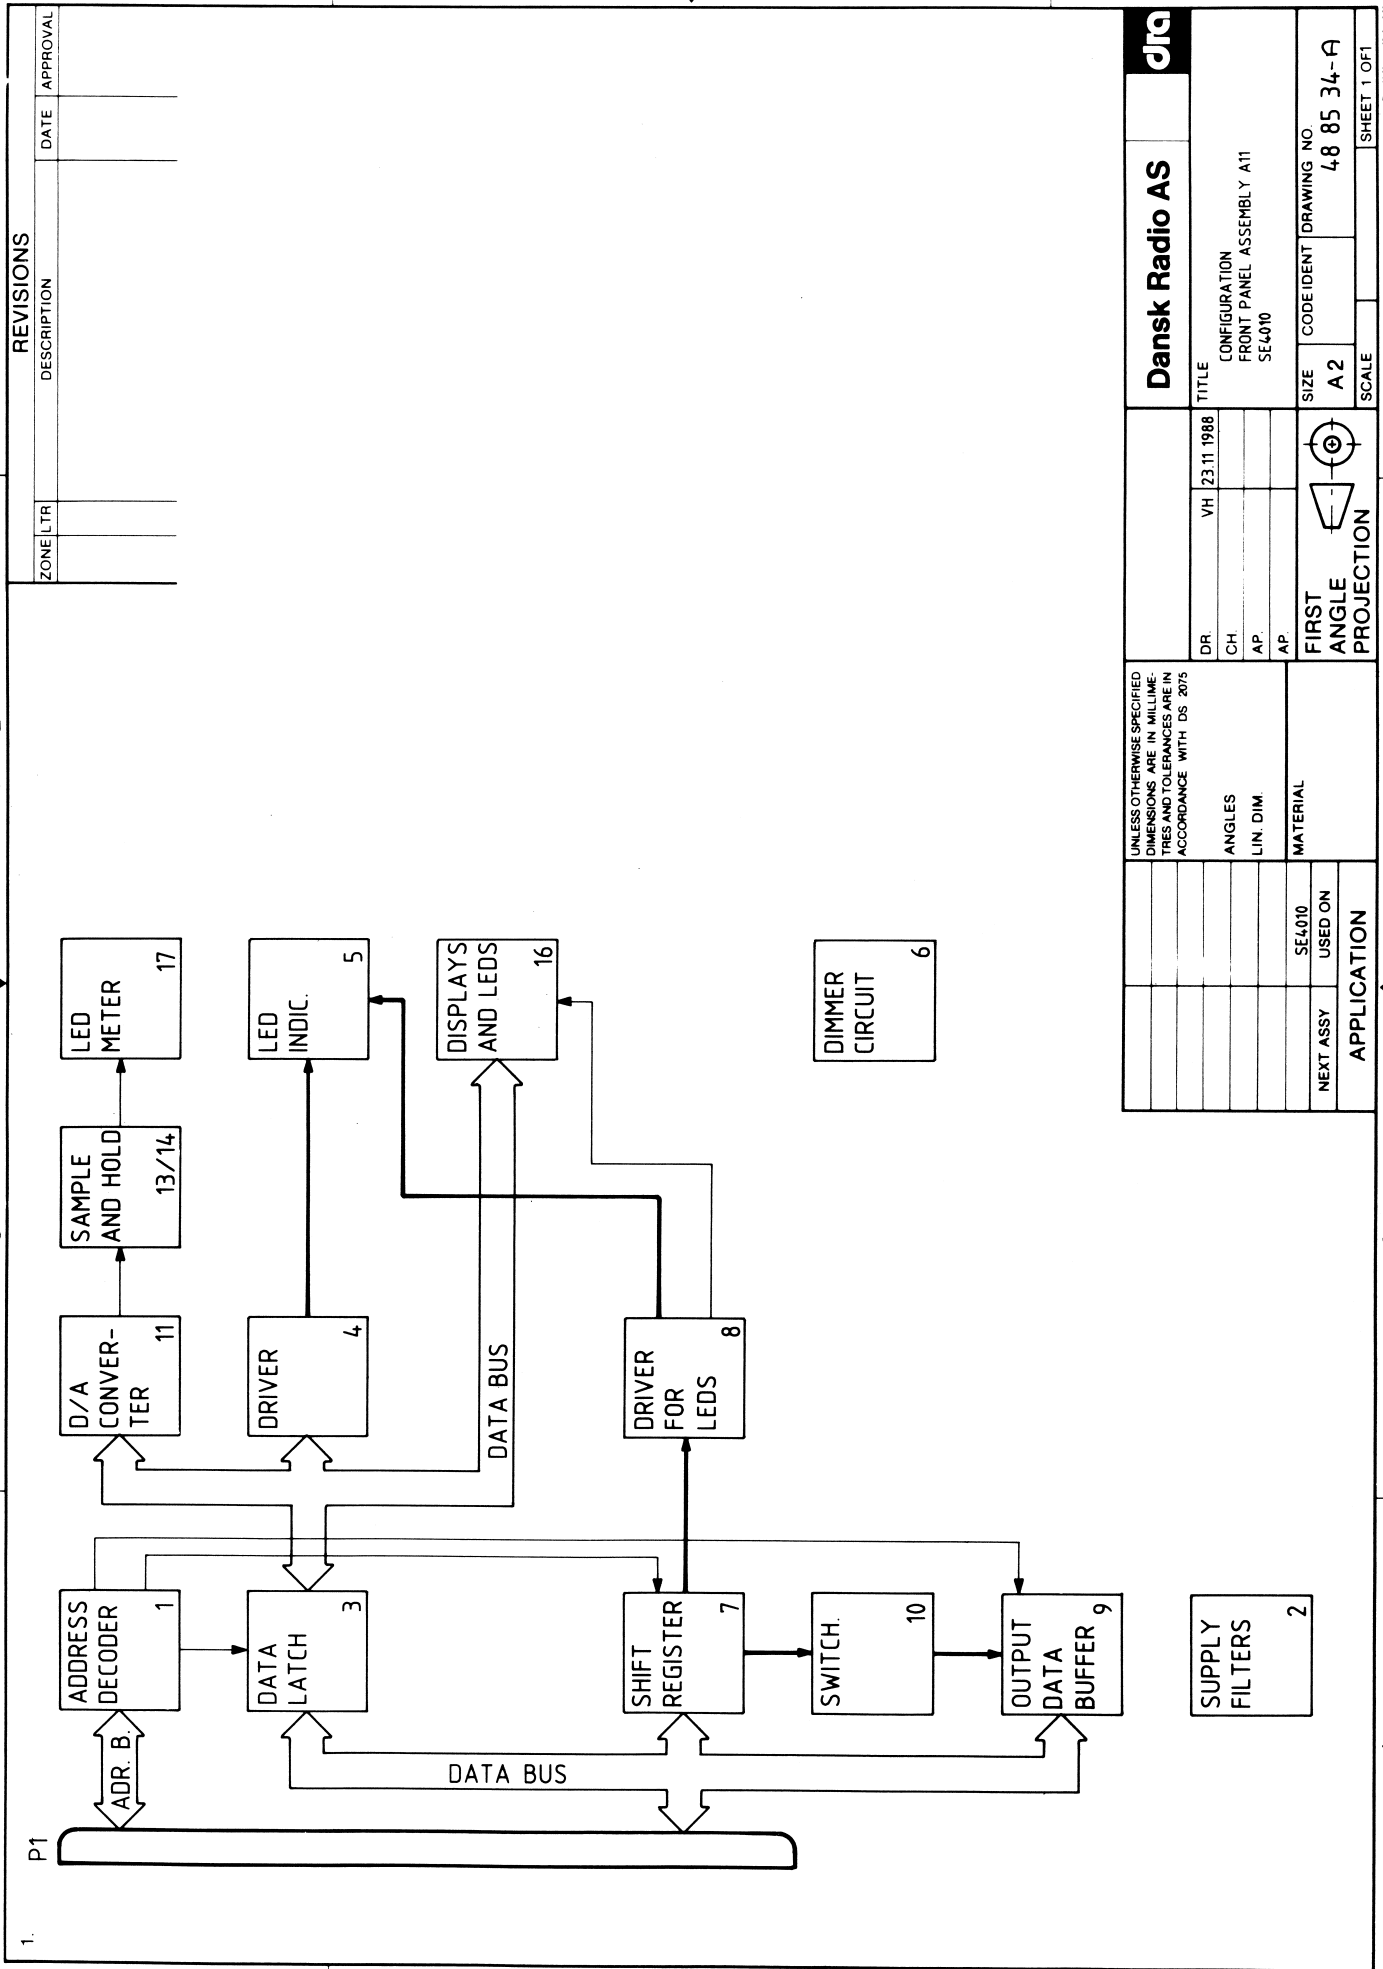 REVISIONS
ZONE LTR DESCRIPTION DATE APPROVAL
1.
P1
ADR. B.
ADDRESS
DECODER
1
D/A
CONVER-
TER
11
SAMPLE
AND HOLD
13/14
LED
METER
17
DATA
LATCH
3
DRIVER
4
LED
INDIC.
5
DISPLAYS
AND LEDS
16
DATA BUS
DATA BUS
SHIFT
REGISTER
7
DRIVER
FOR
LEDS
8
SWITCH.
10
DIMMER
CIRCUIT
6
OUTPUT
DATA
BUFFER
9
SUPPLY
FILTERS
2
SE4010
NEXT ASSY USED ON
APPLICATION
UNLESS OTHERWISE SPECIFIED
DIMENSIONS ARE IN MILLIME-
TRES AND TOLERANCES ARE IN
ACCORDANCE WITH DS 2075
ANGLES
LIN. DIM.
MATERIAL
DR. VH 23.11 1988
CH.
AP.
AP.
FIRST
ANGLE
PROJECTION
Dansk Radio AS
dra
TITLE
CONFIGURATION
FRONT PANEL ASSEMBLY A11
SE4010
SIZE
A2
CODE IDENT
DRAWING NO.
48 85 34-A
SCALE
SHEET 1 OF1